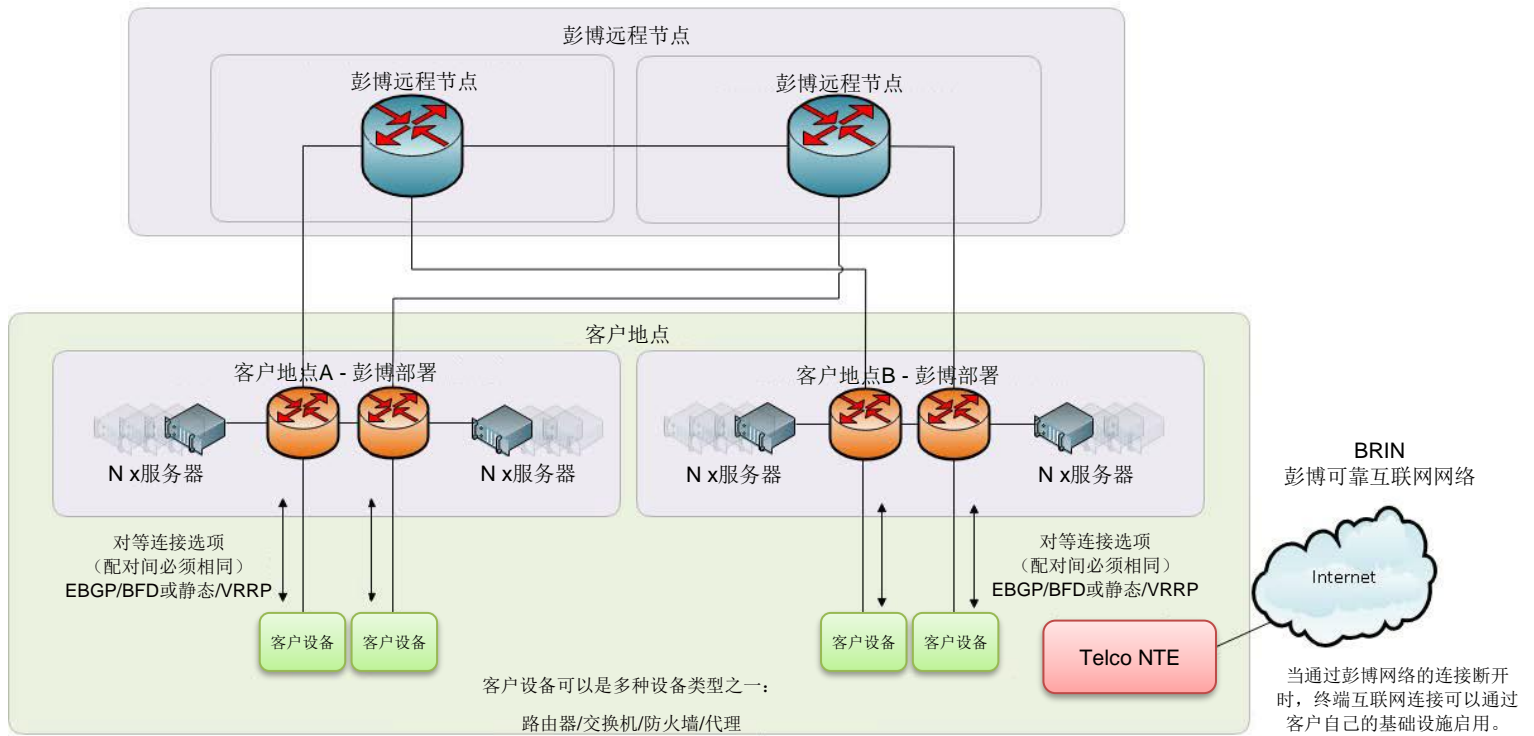 彭博远程节点
彭博远程节点
彭博远程节点
客户地点
客户地点A - 彭博部署
客户地点B - 彭博部署
N x服务器
N x服务器
N x服务器
N x服务器
对等连接选项
（配对间必须相同）
EBGP/BFD或静态/VRRP
对等连接选项
（配对间必须相同）
EBGP/BFD或静态/VRRP
客户设备
客户设备
客户设备
客户设备
Telco NTE
客户设备可以是多种设备类型之一：
路由器/交换机/防火墙/代理
BRIN
彭博可靠互联网网络
Internet
当通过彭博网络的连接断开
时，终端互联网连接可以通过
客户自己的基础设施启用。